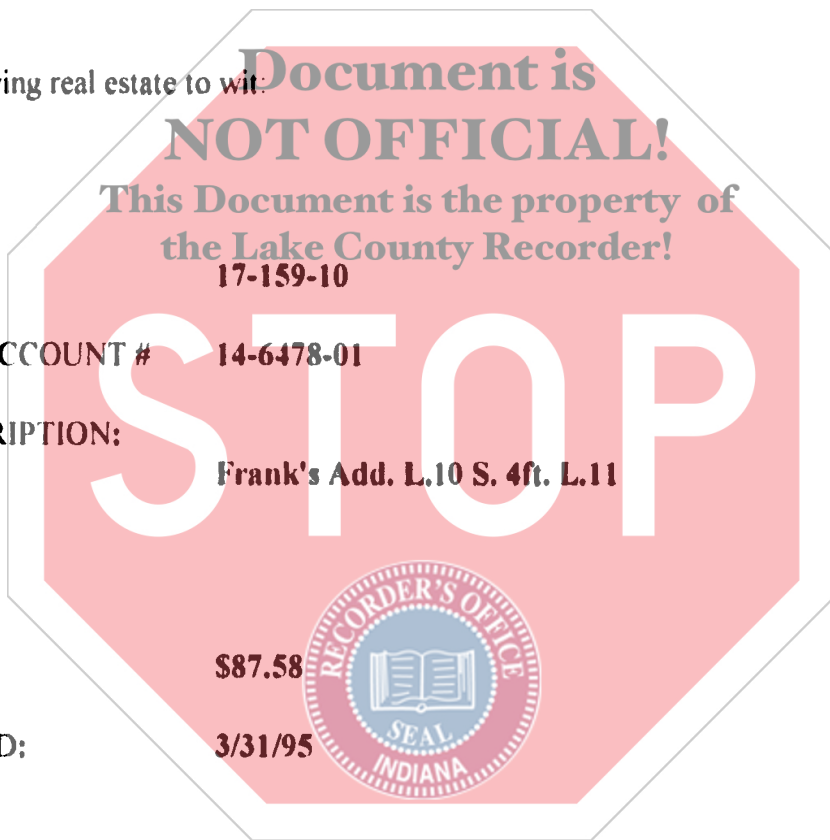 ving real estate to wit:
Document is
NOT OFFICIAL!
This Document is the property of
the Lake County Recorder!
17-159-10
CCOUNT # 14-6478-01
STOP
RIPTION:
Frank's Add. L.10 S. 4ft. L.11
RECORDER'S OFFICE
SEAL
INDIANA
$87.58
D: 3/31/95